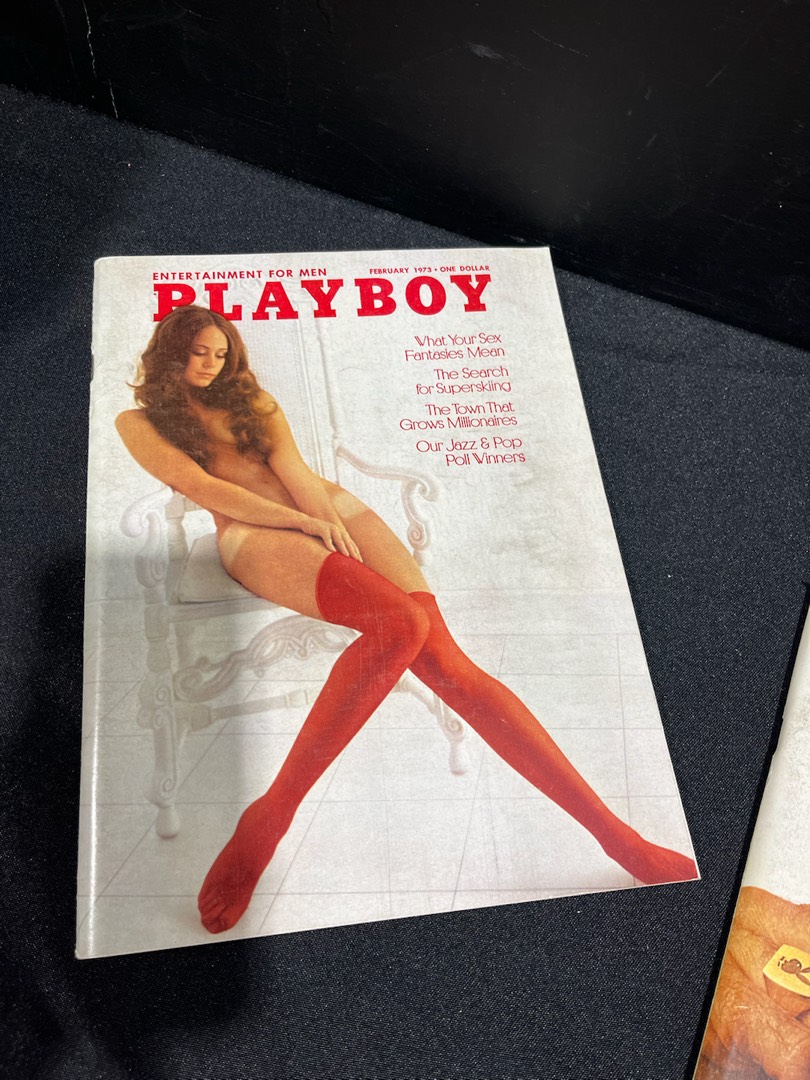 ENTERTAINMENT FOR MEN FEBRUARY 1973 • ONE DOLLAR
PLAYBOY
What Your Sex
Fantasies Mean
The Search
for Superskiing
The Town That
Grows Millionaires
Our Jazz & Pop
Poll Winners